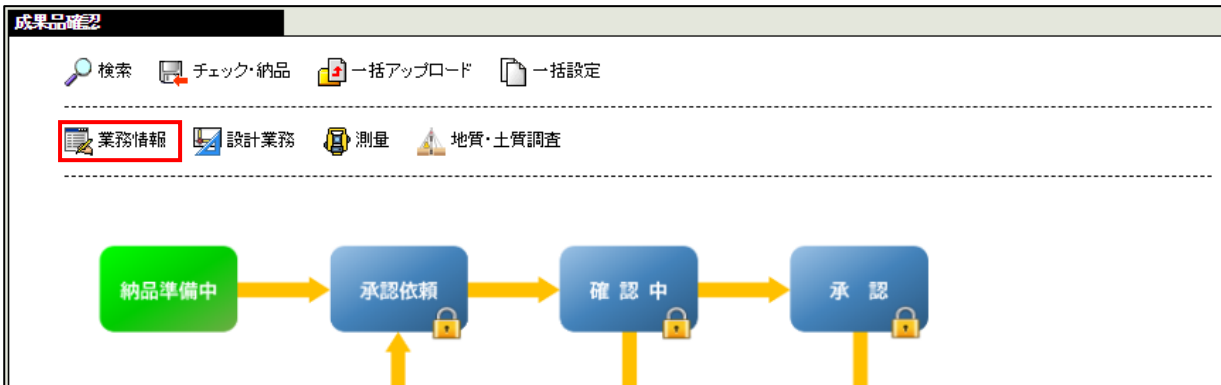 成果品確認
検索 チェック・納品 一括アップロード 一括設定
業務情報 設計業務 測量 地質・土質調査
納品準備中 承認依頼 確認中 承認